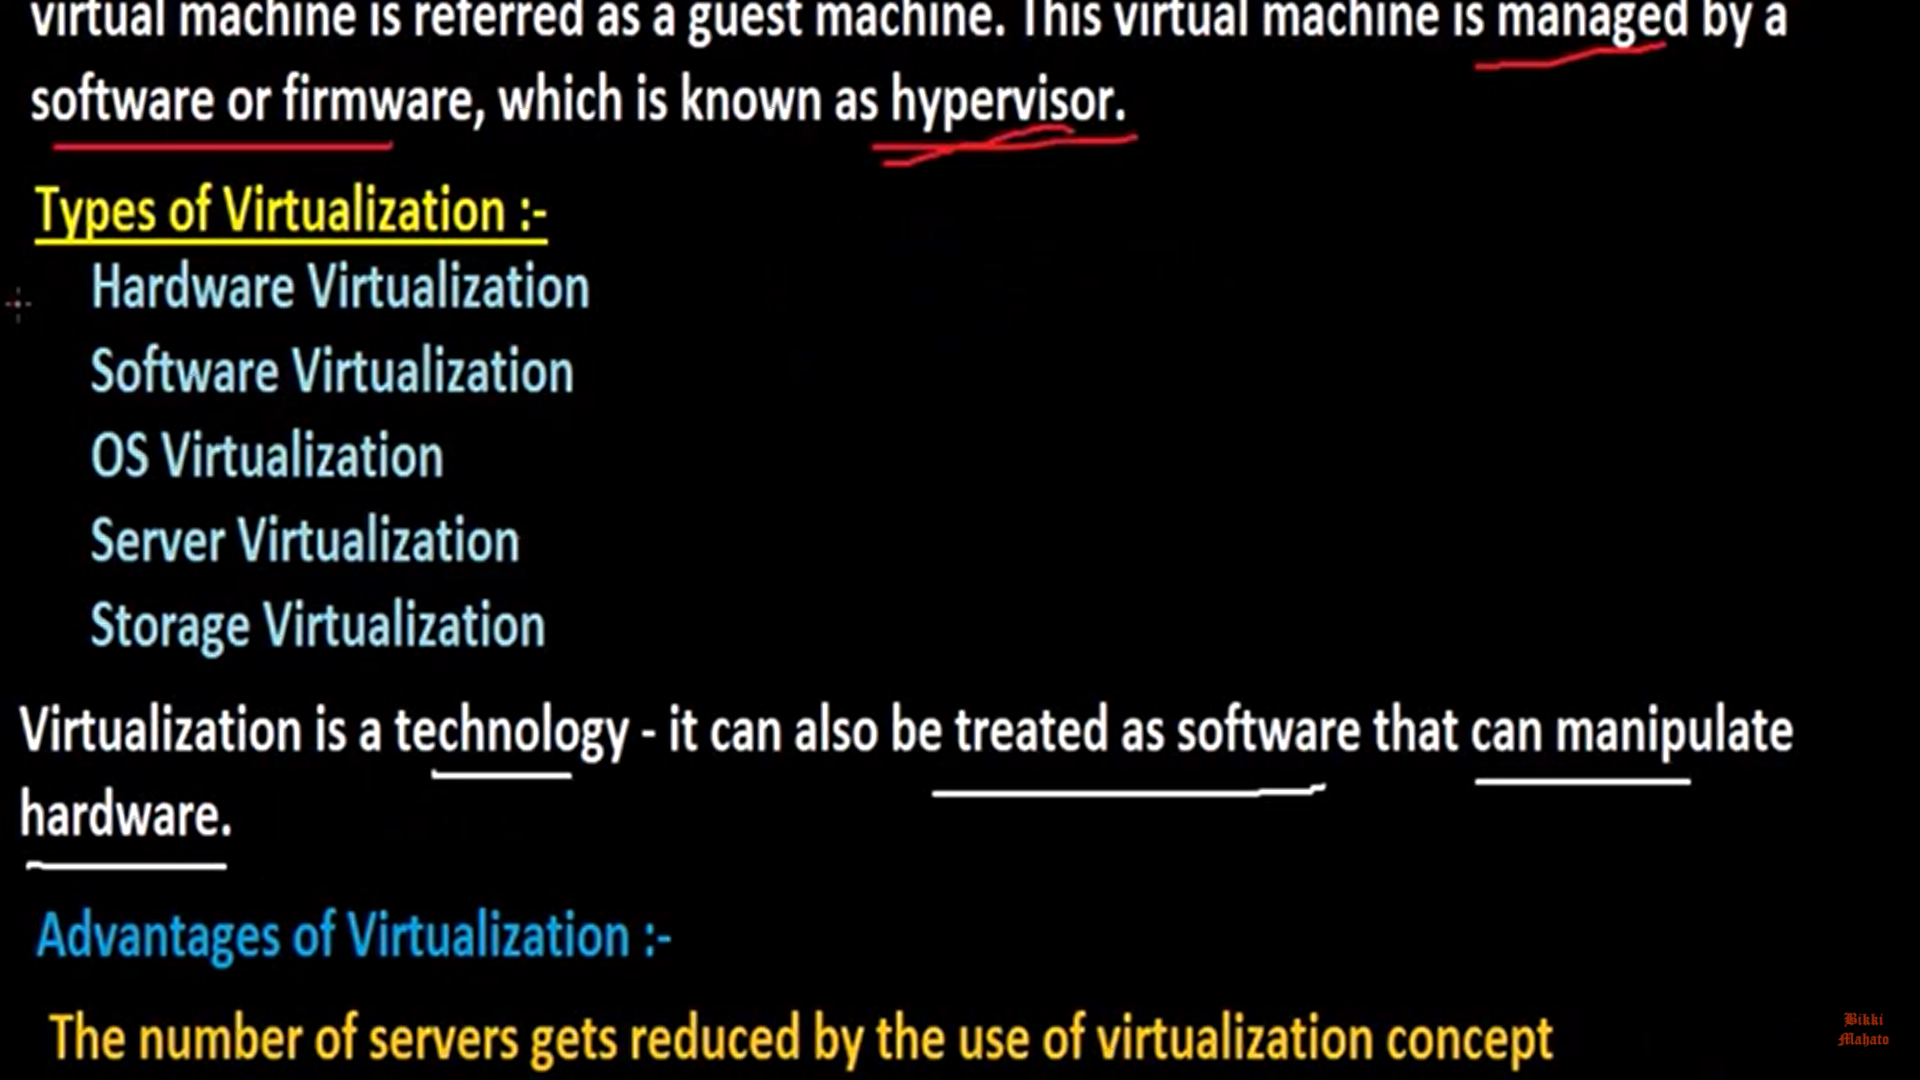 virtual machine is referred as a guest machine. This virtual machine is managed by a
software or firmware, which is known as hypervisor.
Types of Virtualization :-
Hardware Virtualization
Software Virtualization
OS Virtualization
Server Virtualization
Storage Virtualization
Virtualization is a technology - it can also be treated as software that can manipulate
hardware.
Advantages of Virtualization :-
The number of servers gets reduced by the use of virtualization concept
Bikki
Mahato